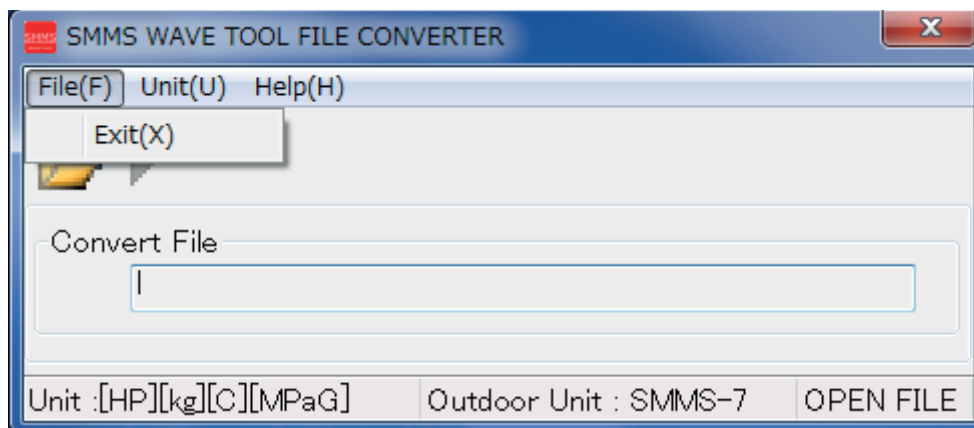 SMMS
SMMS WAVE TOOL FILE CONVERTER
File(F) Unit(U) Help(H)
Exit(X)
Convert File
Unit :[HP][kg][C][MPaG] Outdoor Unit : SMMS-7 OPEN FILE